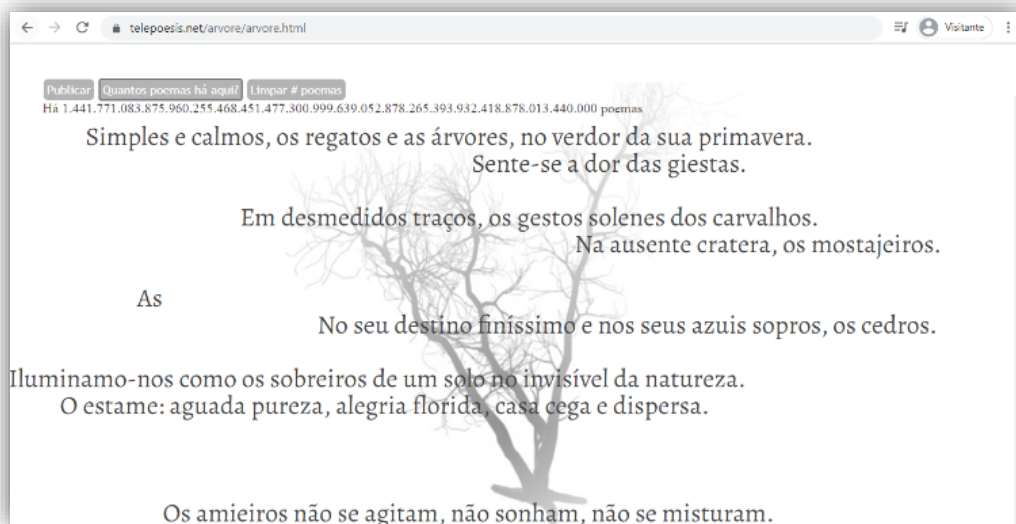 telepoesis.net/arvore/arvore.html
Visitante
Publicar Quantos poemas há aqui? Limpar # poemas
Há 1.441.771.083.875.960.255.468.451.477.300.999.639.052.878.265.393.932.418.878.013.440.000 poemas
Simples e calmos, os regatos e as árvores, no verdor da sua primavera.
Sente-se a dor das giestas.
Em desmedidos traços, os gestos solenes dos carvalhos.
Na ausente cratera, os mostajeiros.
As
No seu destino finíssimo e nos seus azuis sopros, os cedros.
Iluminamo-nos como os sobreiros de um solo no invisível da natureza.
O estame: aguada pureza, alegria florida, casa cega e dispersa.
Os amieiros não se agitam, não sonham, não se misturam.